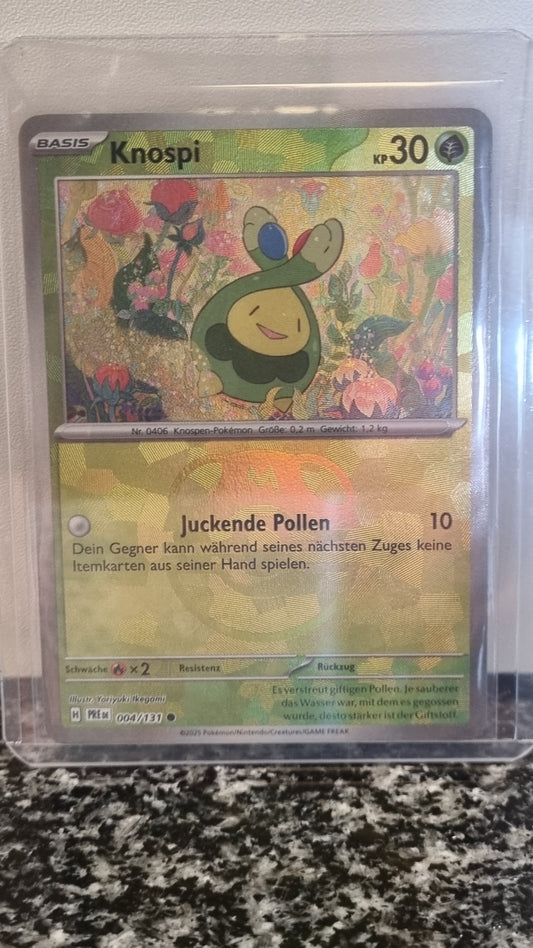 BASIS
Knospi
KP 30
Nr. 0406 Knospen-Pokémon Größe: 0,2 m Gewicht: 1,2 kg
Juckende Pollen 10
Dein Gegner kann während seines nächsten Zuges keine
Itemkarten aus seiner Hand spielen.
Schwäche ×2 Resistenz Rückzug
Illustr. Yoriyuki Ikegami
H PRE DE 004/131
Es verstreut giftigen Pollen. Je sauberer
das Wasser war, mit dem es gegossen
wurde, desto stärker ist der Giftstoff.
©2025 Pokémon/Nintendo/Creatures/GAME FREAK